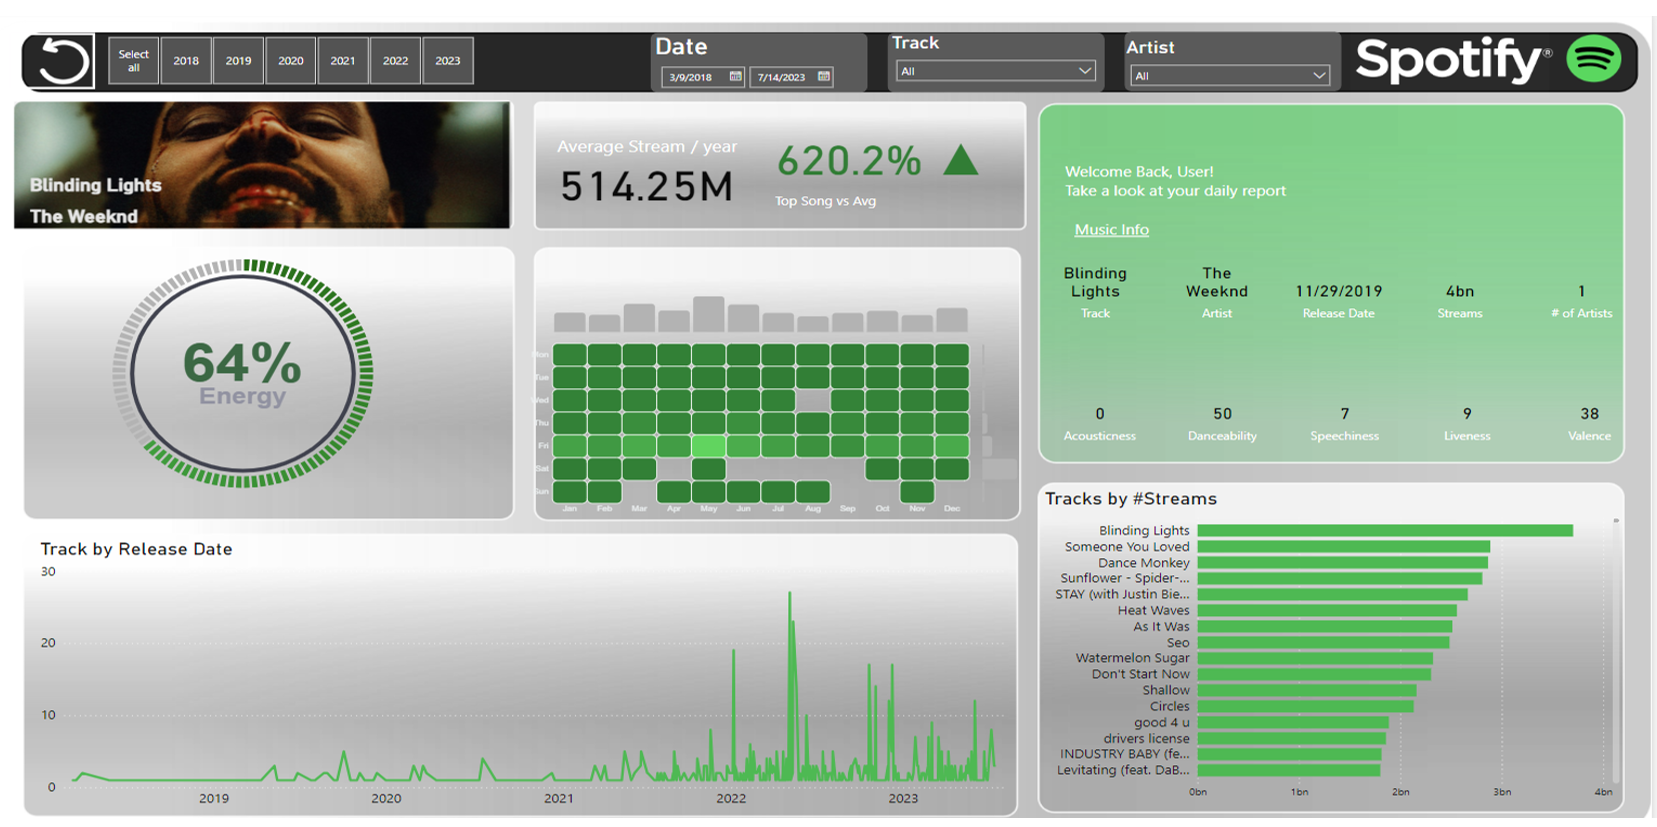 Select all
2018
2019
2020
2021
2022
2023
Date
3/9/2018
7/14/2023
Track
All
Artist
All
Spotify®
Blinding Lights
The Weeknd
Average Stream / year
514.25M
620.2%
Top Song vs Avg
Welcome Back, User!
Take a look at your daily report
Music Info
Blinding Lights
Track
The Weeknd
Artist
11/29/2019
Release Date
4bn
Streams
1
# of Artists
0
Acousticness
50
Danceability
7
Speechiness
9
Liveness
38
Valence
64%
Energy
Mon
Tue
Wed
Thu
Fri
Sat
Sun
Jan Feb Mar Apr May Jun Jul Aug Sep Oct Nov Dec
Track by Release Date
30
20
10
0
2019 2020 2021 2022 2023
Tracks by #Streams
Blinding Lights
Someone You Loved
Dance Monkey
Sunflower - Spider-...
STAY (with Justin Bie...
Heat Waves
As It Was
Seo
Watermelon Sugar
Don't Start Now
Shallow
Circles
good 4 u
drivers license
INDUSTRY BABY (fe...
Levitating (feat. DaB...
0bn 1bn 2bn 3bn 4bn